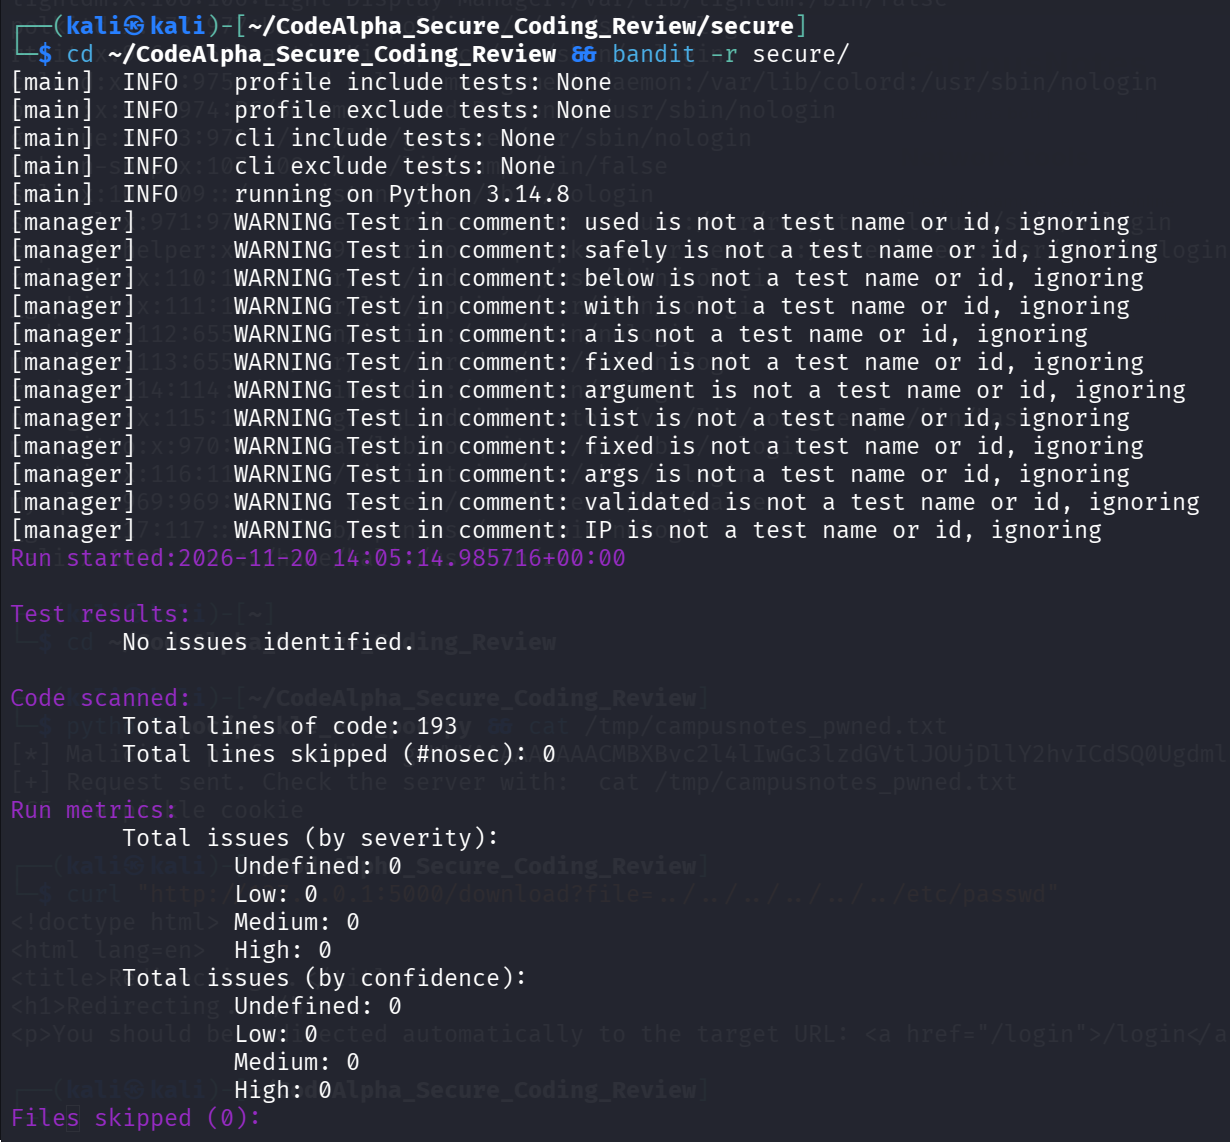 ┌──(kali㉿kali)-[~/CodeAlpha_Secure_Coding_Review/secure]
└─$ cd ~/CodeAlpha_Secure_Coding_Review && bandit -r secure/
[main]  INFO    profile include tests: None
[main]  INFO    profile exclude tests: None
[main]  INFO    cli include tests: None
[main]  INFO    cli exclude tests: None
[main]  INFO    running on Python 3.14.8
[manager]       WARNING Test in comment: used is not a test name or id, ignoring
[manager]       WARNING Test in comment: safely is not a test name or id, ignoring
[manager]       WARNING Test in comment: below is not a test name or id, ignoring
[manager]       WARNING Test in comment: with is not a test name or id, ignoring
[manager]       WARNING Test in comment: a is not a test name or id, ignoring
[manager]       WARNING Test in comment: fixed is not a test name or id, ignoring
[manager]       WARNING Test in comment: argument is not a test name or id, ignoring
[manager]       WARNING Test in comment: list is not a test name or id, ignoring
[manager]       WARNING Test in comment: fixed is not a test name or id, ignoring
[manager]       WARNING Test in comment: args is not a test name or id, ignoring
[manager]       WARNING Test in comment: validated is not a test name or id, ignoring
[manager]       WARNING Test in comment: IP is not a test name or id, ignoring
Run started:2026-11-20 14:05:14.985716+00:00

Test results:
        No issues identified.

Code scanned:
        Total lines of code: 193
        Total lines skipped (#nosec): 0

Run metrics:
        Total issues (by severity):
                Undefined: 0
                Low: 0
                Medium: 0
                High: 0
        Total issues (by confidence):
                Undefined: 0
                Low: 0
                Medium: 0
                High: 0
Files skipped (0):